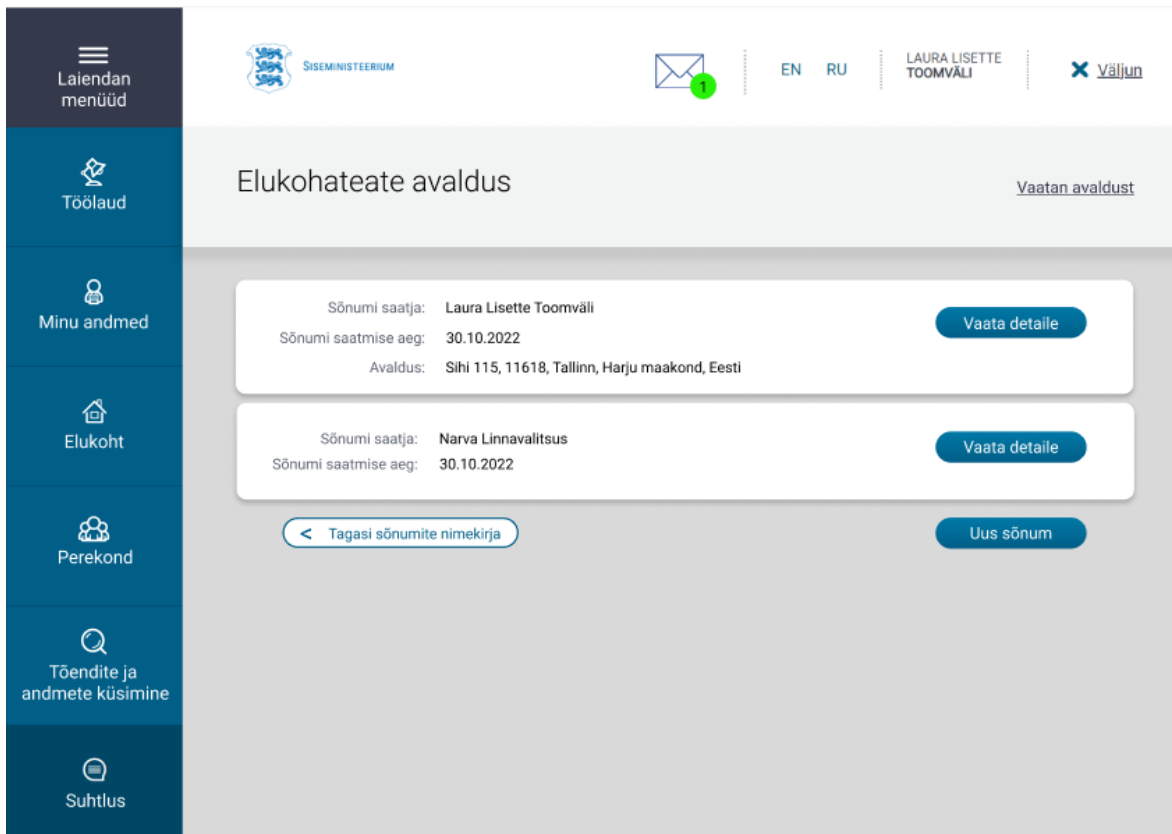 Laiendan
menüüd
SISEMINISTEERIUM
1
EN RU
LAURA LISETTE
TOOMVÄLI
Väljun
Töölaud
Minu andmed
Elukoht
Perekond
Tõendite ja
andmete küsimine
Suhtlus
Elukohateate avaldus
Vaatan avaldust
Sõnumi saatja: Laura Lisette Toomväli
Sõnumi saatmise aeg: 30.10.2022
Avaldus: Sihi 115, 11618, Tallinn, Harju maakond, Eesti
Vaata detaile
Sõnumi saatja: Narva Linnavalitsus
Sõnumi saatmise aeg: 30.10.2022
Vaata detaile
< Tagasi sõnumite nimekirja
Uus sõnum